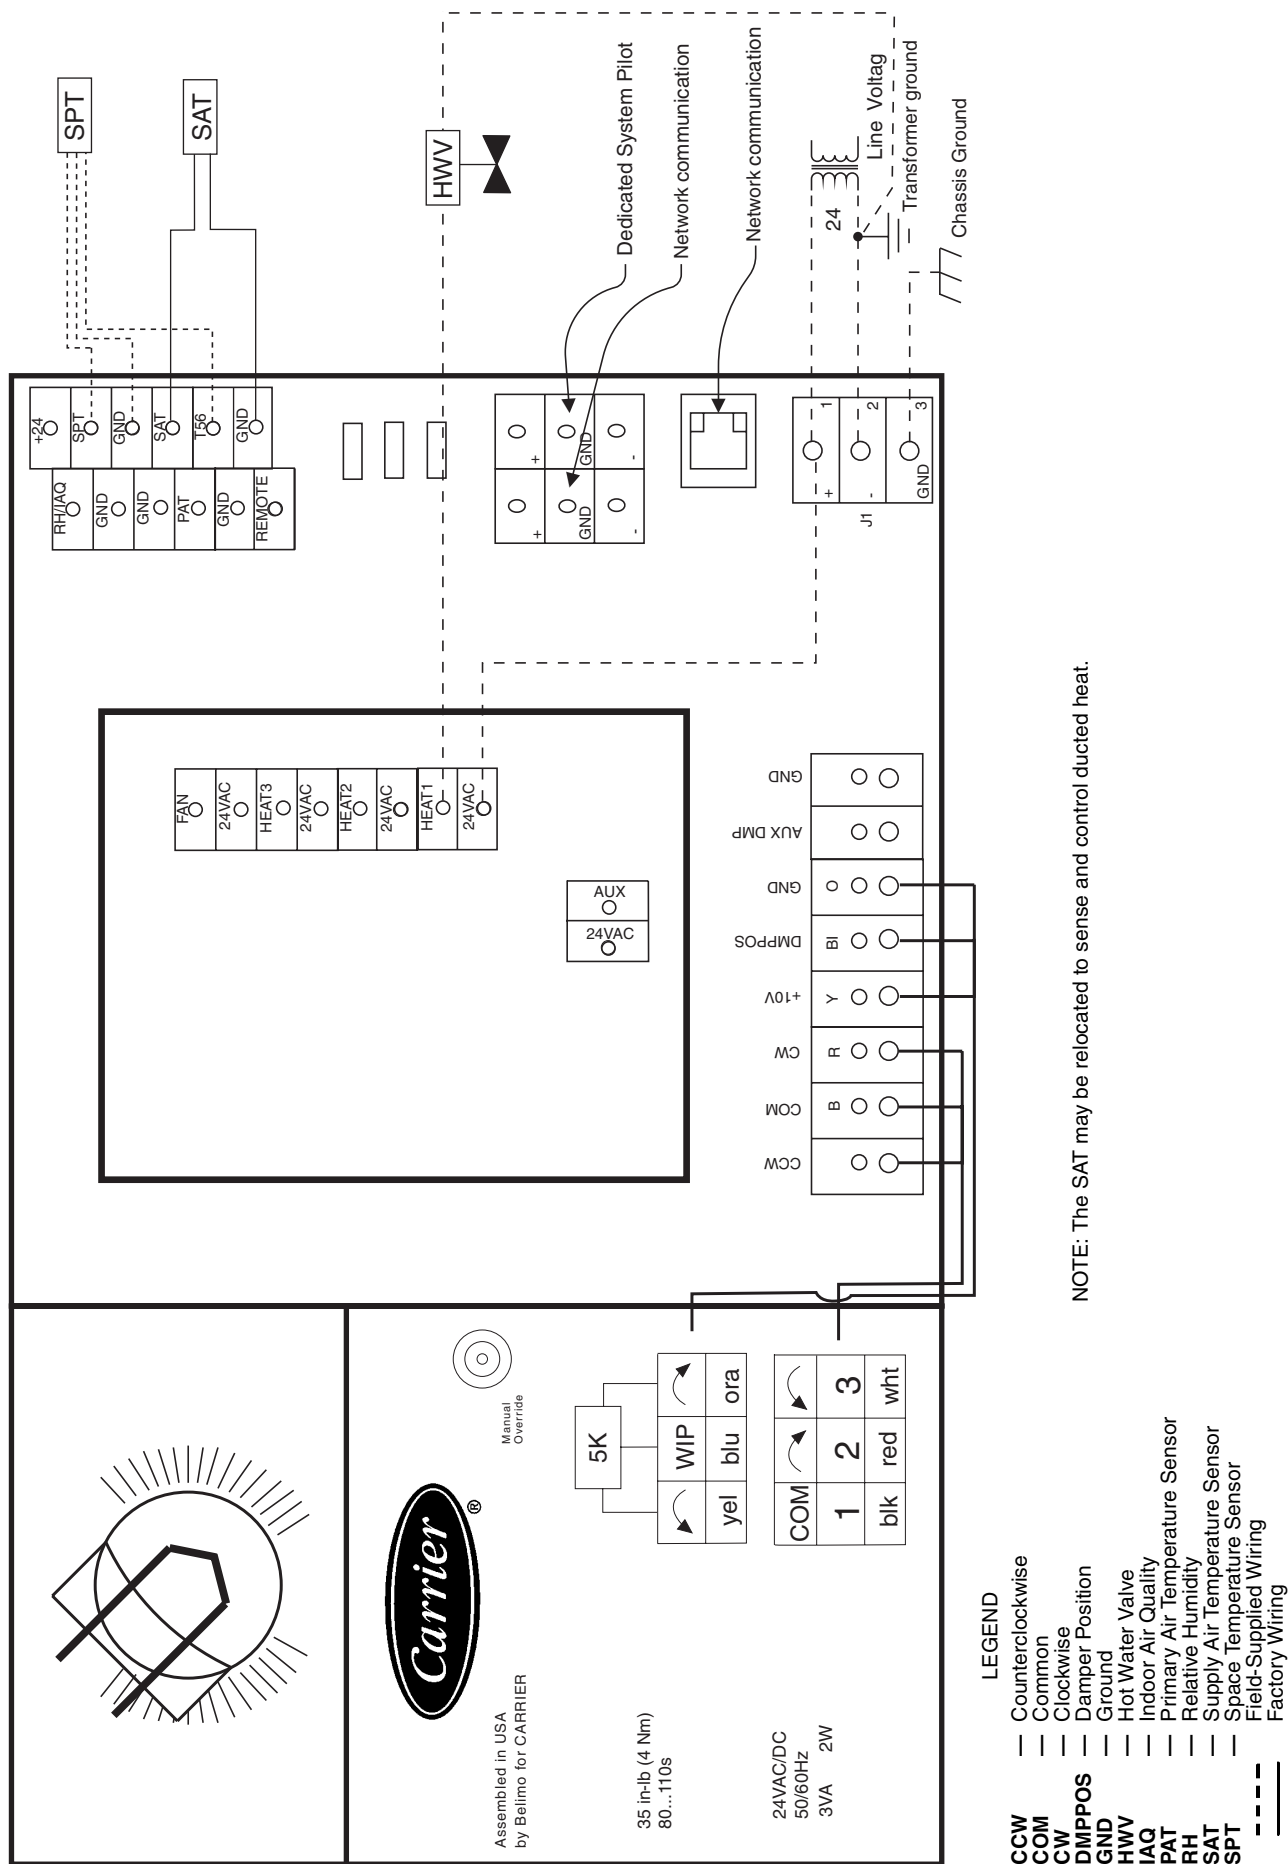 SPT
SAT
HWV
Dedicated System Pilot
Network communication
Network communication
Line Voltag
24
Transformer ground
Chassis Ground
+24
SPT
GND
SAT
T56
GND
RH/IAQ
GND
GND
PAT
GND
REMOTE
+
GND
-
+
GND
-
1
2
3
+
-
GND
J1
FAN
24VAC
HEAT3
24VAC
HEAT2
24VAC
HEAT1
24VAC
AUX
24VAC
GND
AUX DMP
GND
DMPPOS
+10V
CW
COM
CCW
O
Bl
Y
R
B
Manual
Override
Carrier
®
Assembled in USA
by Belimo for CARRIER
35 in-lb (4 Nm)
80...110s
24VAC/DC
50/60Hz
3VA 2W
5K
WIP
yel blu ora
COM
1 2 3
blk red wht
NOTE: The SAT may be relocated to sense and control ducted heat.
LEGEND
CCW — Counterclockwise
COM — Common
CW — Clockwise
DMPPOS — Damper Position
GND — Ground
HWV — Hot Water Valve
IAQ — Indoor Air Quality
PAT — Primary Air Temperature Sensor
RH — Relative Humidity
SAT — Supply Air Temperature Sensor
SPT — Space Temperature Sensor
Field-Supplied Wiring
Factory Wiring